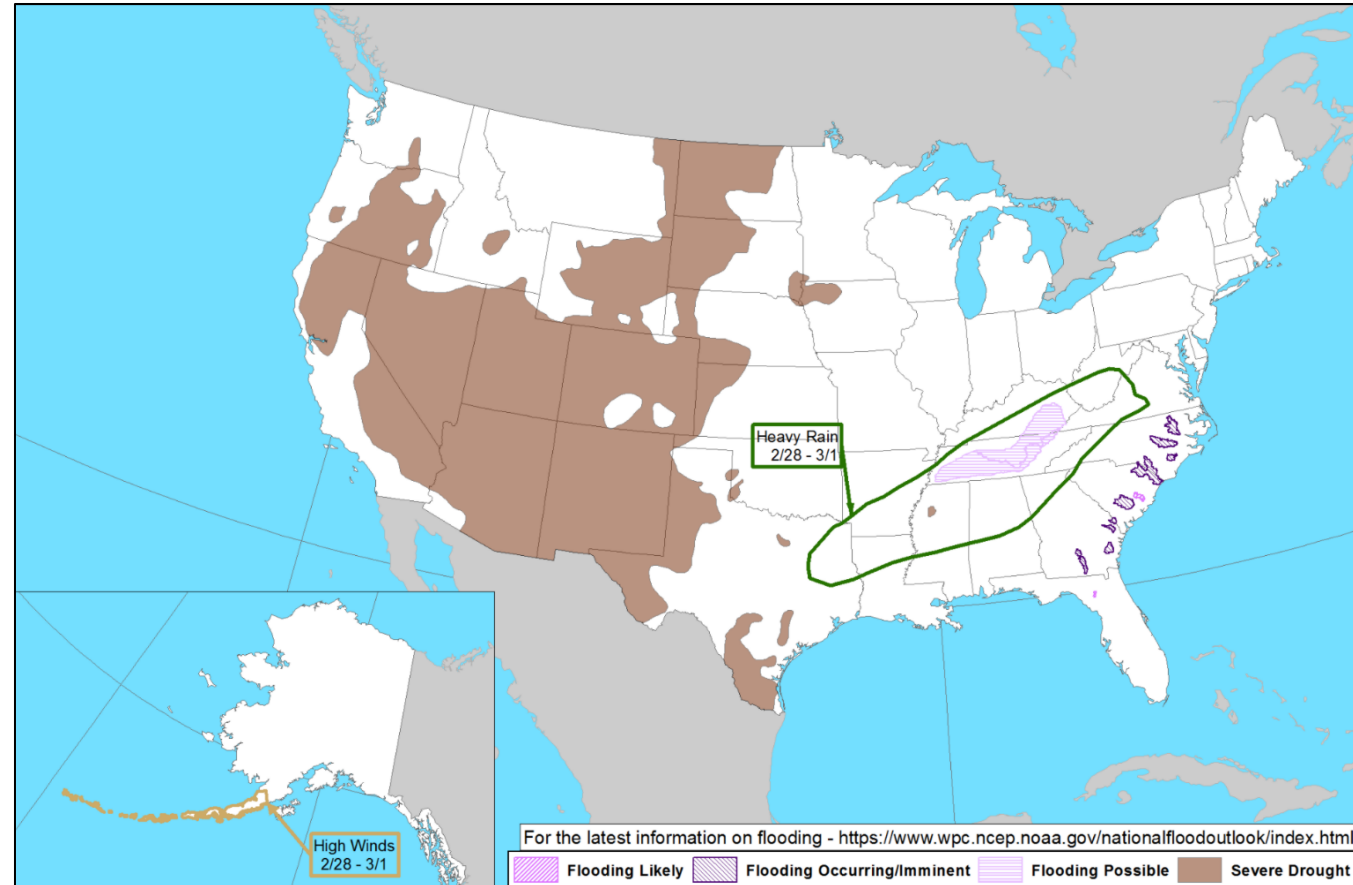 Heavy Rain
2/28 - 3/1
High Winds
2/28 - 3/1
For the latest information on flooding - https://www.wpc.ncep.noaa.gov/nationalfloodoutlook/index.html
Flooding Likely Flooding Occurring/Imminent Flooding Possible Severe Drought